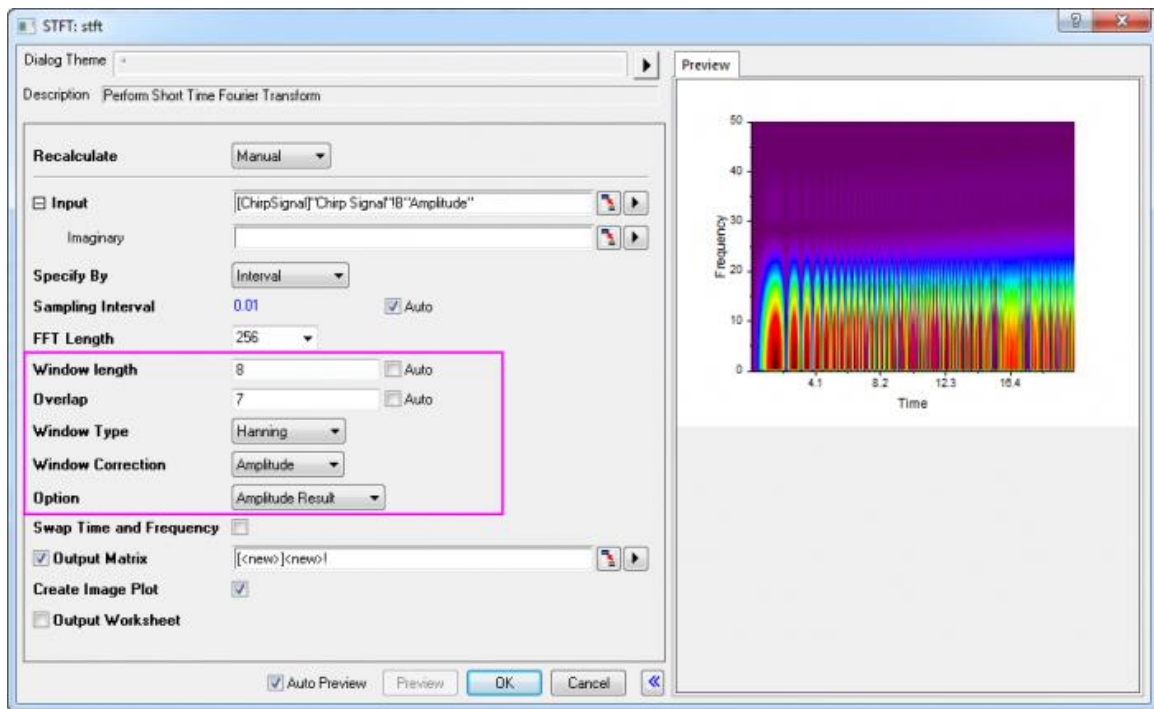 STFT: stft
Dialog Theme *
Description Perform Short Time Fourier Transform
Recalculate Manual
Input [ChirpSignal]"Chirp Signal"!B"Amplitude"
Imaginary
Specify By Interval
Sampling Interval 0.01 Auto
FFT Length 256
Window length 8 Auto
Overlap 7 Auto
Window Type Hanning
Window Correction Amplitude
Option Amplitude Result
Swap Time and Frequency
Output Matrix [<new>]<new>!
Create Image Plot
Output Worksheet
Auto Preview Preview OK Cancel
Preview
50
40
30
20
10
0
Frequency
4.1 8.2 12.3 16.4
Time